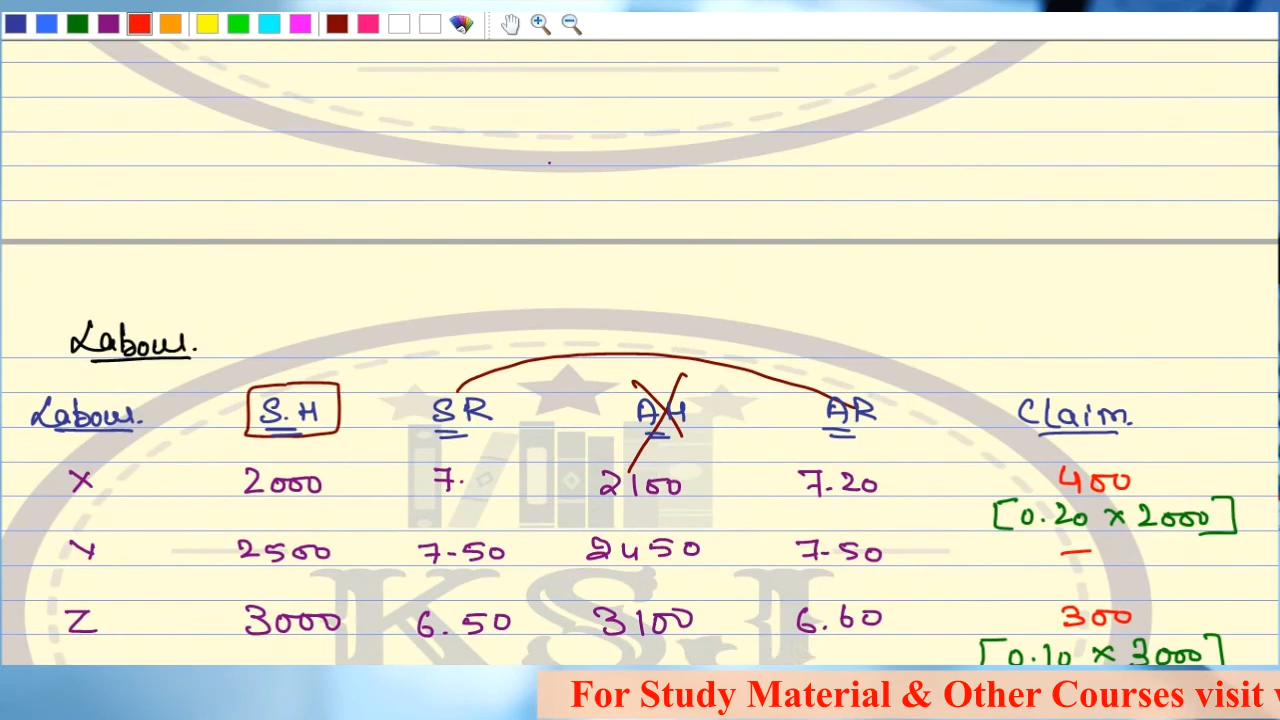 Labour.
Labour. S.H SR AH AR Claim.
X 2000 7. 2100 7.20 400
[0.20 x 2000]
Y 2500 7-50 2450 7-50 —
Z 3000 6.50 3100 6.60 300
[0.10 x 3000]
KSJ
For Study Material & Other Courses visit